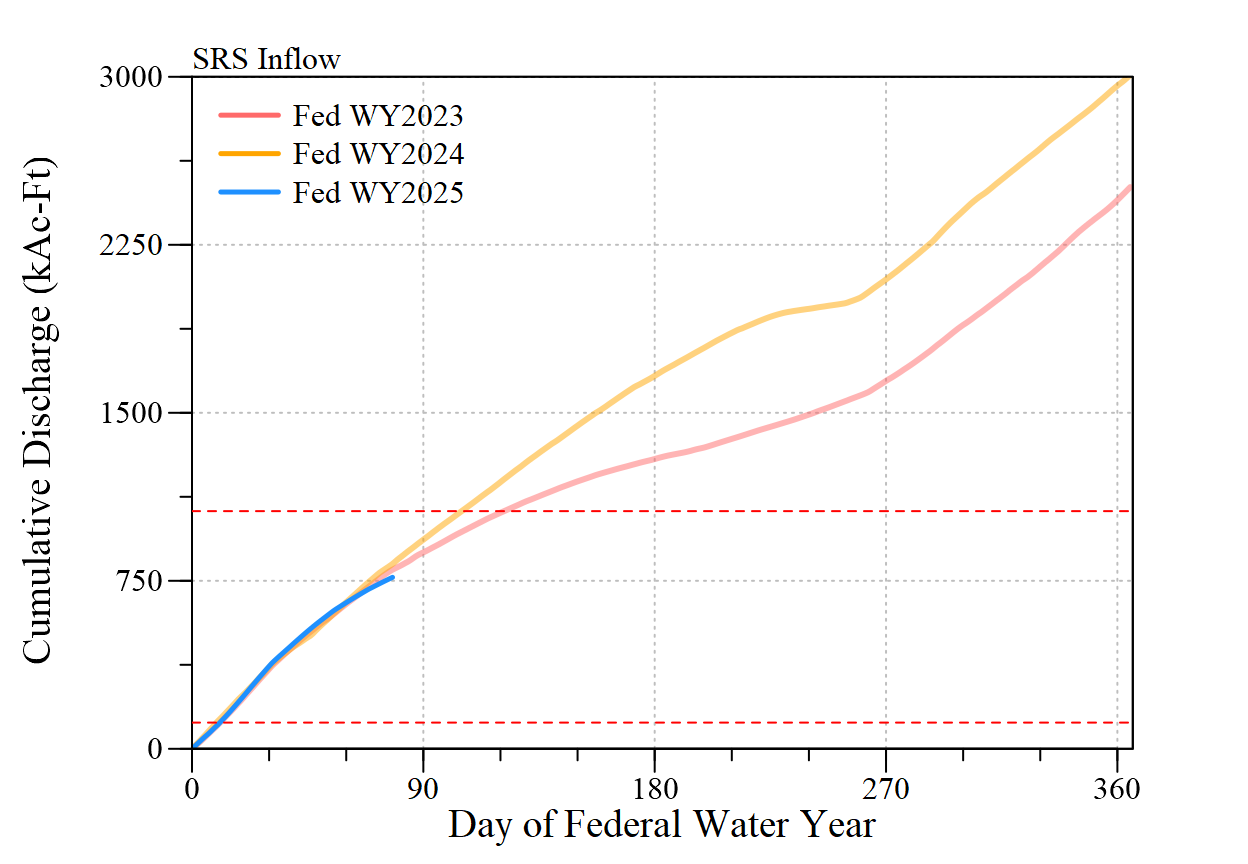 SRS Inflow
3000
2250
1500
750
0
Fed WY2023
Fed WY2024
Fed WY2025
Cumulative Discharge (kAc-Ft)
0 90 180 270 360
Day of Federal Water Year